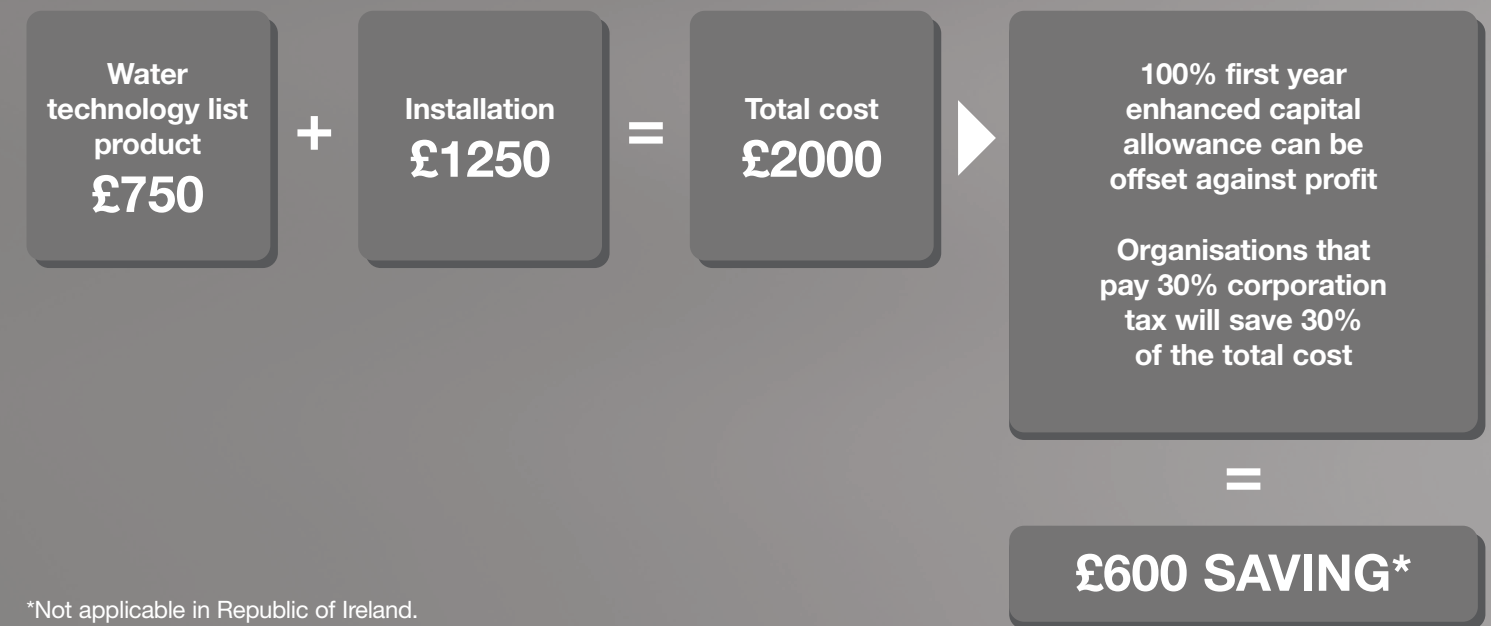 Water
technology list
product
£750
+
Installation
£1250
=
Total cost
£2000
100% first year
enhanced capital
allowance can be
offset against profit
Organisations that
pay 30% corporation
tax will save 30%
of the total cost
=
£600 SAVING*
*Not applicable in Republic of Ireland.